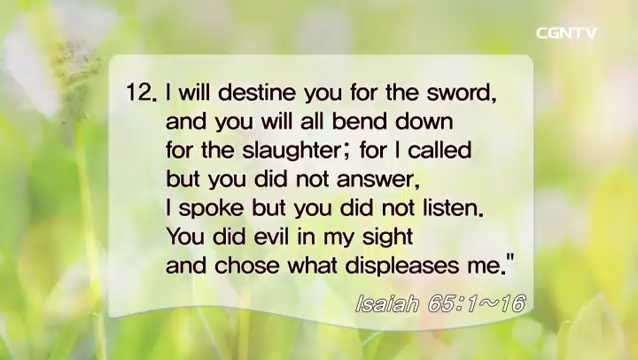 CGNTV
12. I will destine you for the sword,
and you will all bend down
for the slaughter; for I called
but you did not answer,
I spoke but you did not listen.
You did evil in my sight
and chose what displeases me."
Isaiah 65:1~16